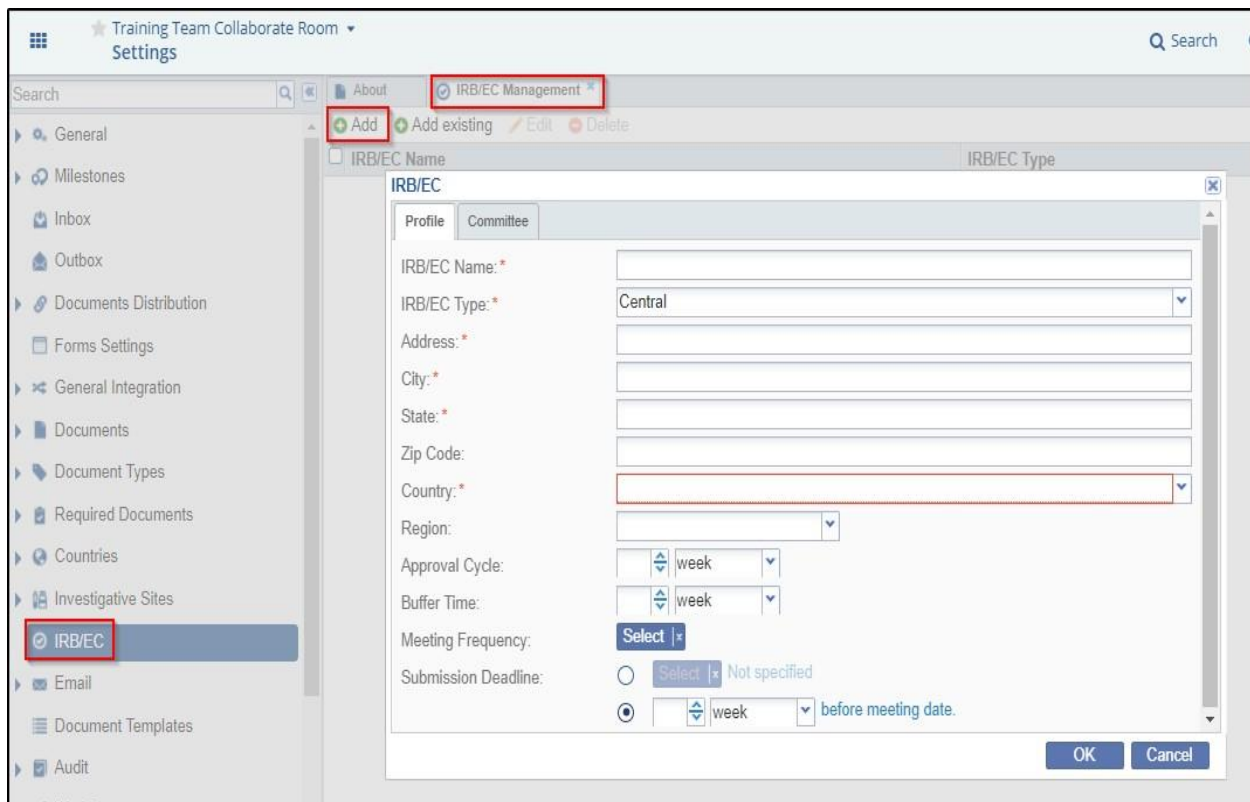 Training Team Collaborate Room
Settings
Search
Search
About
IRB/EC Management
Add
Add existing
Edit
Delete
IRB/EC Name
IRB/EC Type
General
Milestones
Inbox
Outbox
Documents Distribution
Forms Settings
General Integration
Documents
Document Types
Required Documents
Countries
Investigative Sites
IRB/EC
Email
Document Templates
Audit
IRB/EC
Profile
Committee
IRB/EC Name:*
IRB/EC Type:* Central
Address:*
City:*
State:*
Zip Code:
Country:*
Region:
Approval Cycle: week
Buffer Time: week
Meeting Frequency: Select x
Submission Deadline: Select x Not specified
week before meeting date.
OK
Cancel